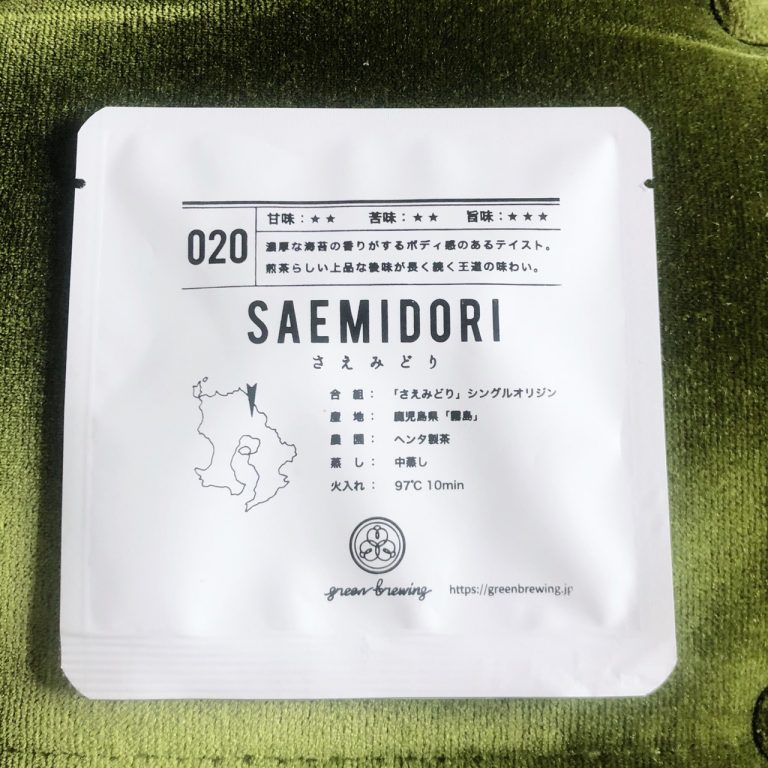 020
甘味：★★ 苦味：★★ 旨味：★★★
濃厚な海苔の香りがするボディ感のあるテイスト。
煎茶らしい上品な後味が長く続く王道の味わい。
SAEMIDORI
さえみどり
合 組： 「さえみどり」シングルオリジン
産 地： 鹿児島県「霧島」
農 園： ヘンタ製茶
蒸 し： 中蒸し
火入れ： 97℃ 10min
green brewing https://greenbrewing.jp